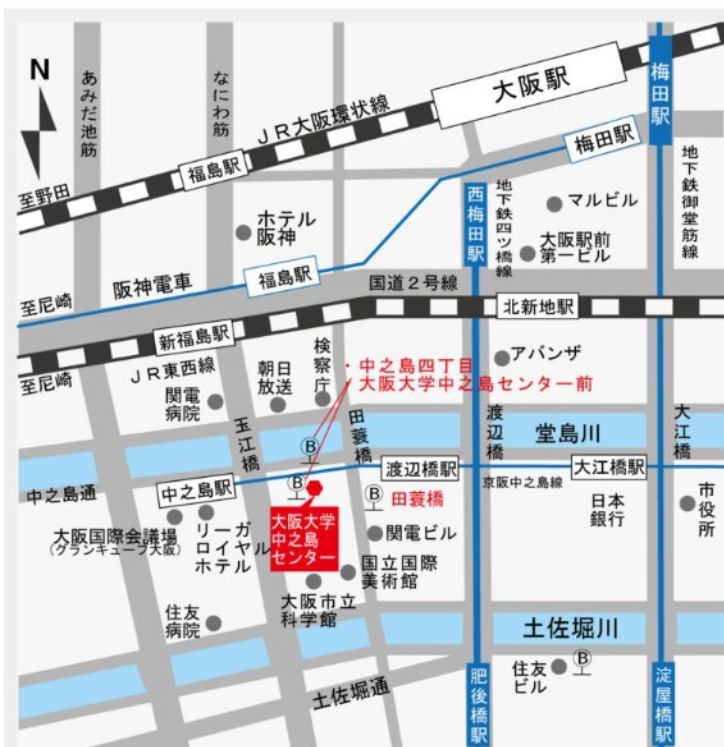 N
あみだ池筋
なにわ筋
JR大阪環状線
大阪駅
梅田駅
福島駅
至野田
梅田駅
ホテル
阪神
西梅田駅
地下鉄四ツ橋線
マルビル
大阪駅前
第一ビル
地下鉄御堂筋線
阪神電車
福島駅
国道2号線
至尼崎
北新地駅
新福島駅
至尼崎
JR東西線
関電
病院
朝日
放送
検察庁
・中之島四丁目
・大阪大学中之島センター前
アバンザ
玉江橋
田蓑橋
渡辺橋
堂島川
大江橋
B
中之島通
中之島駅
B
渡辺橋駅
京阪中之島線
大江橋駅
B
田蓑橋
日本
銀行
市役所
大阪国際会議場
(グランキューブ大阪)
リーガ
ロイヤル
ホテル
大阪大学
中之島
センター
関電ビル
国立国際
美術館
大阪市立
科学館
住友
病院
土佐堀川
土佐堀通
肥後橋駅
住友
ビル
B
淀屋橋駅